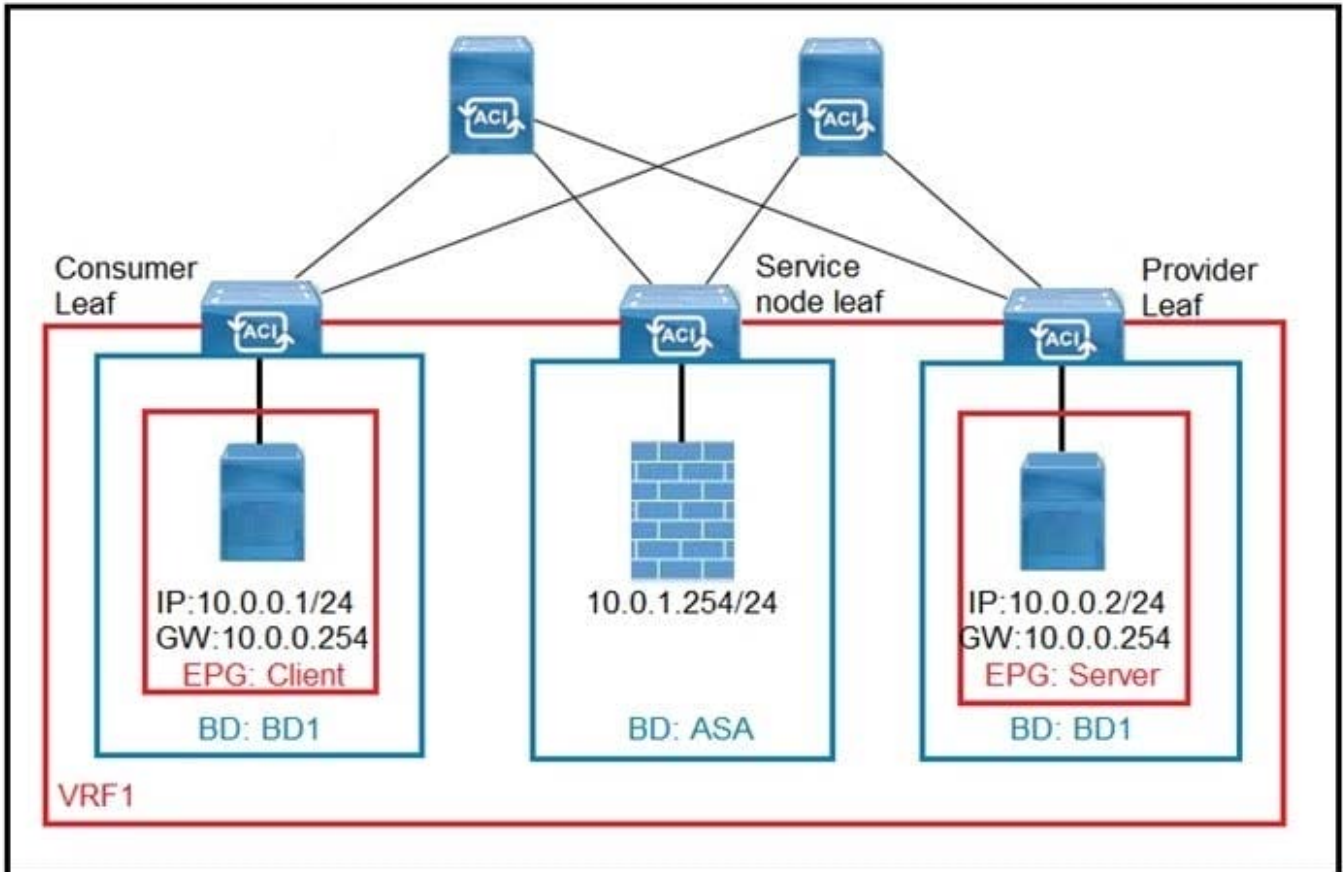 ACI
ACI
Consumer
Leaf
Service
node leaf
Provider
Leaf
ACI
ACI
ACI
IP:10.0.0.1/24
GW:10.0.0.254
EPG: Client
BD: BD1
10.0.1.254/24
BD: ASA
IP:10.0.0.2/24
GW:10.0.0.254
EPG: Server
BD: BD1
VRF1